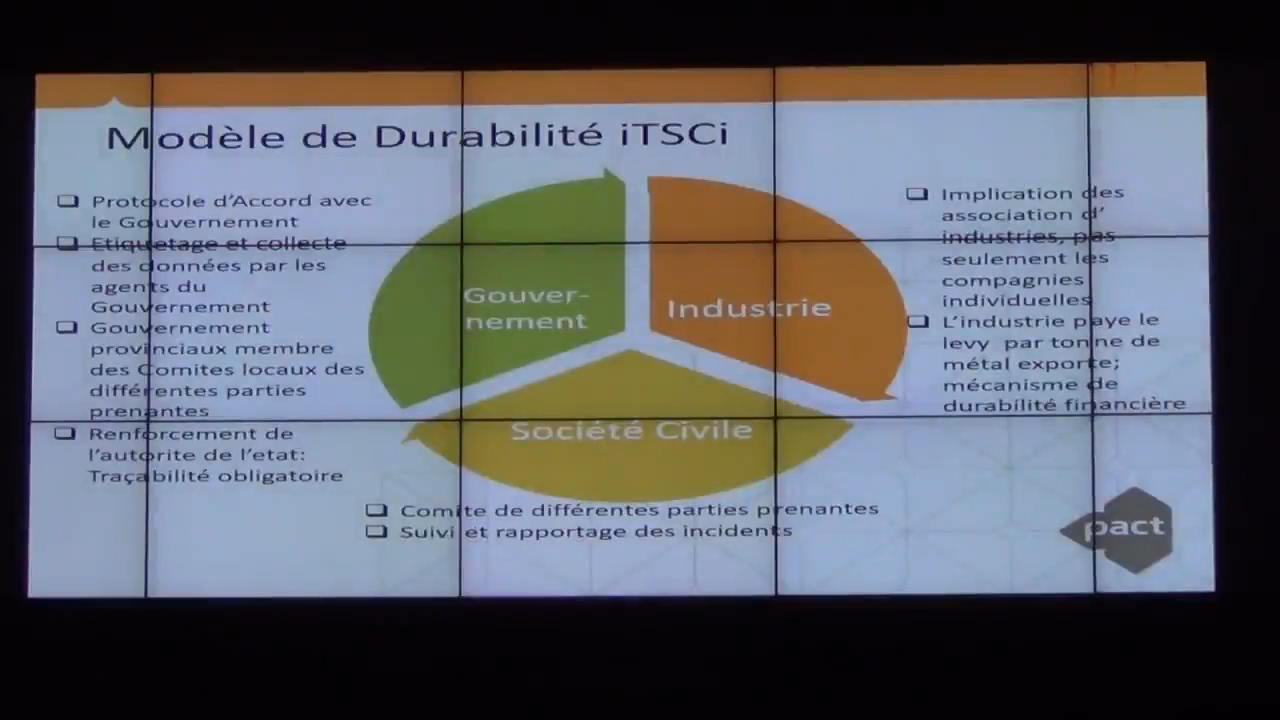 Modèle de Durabilité iTSCi
❑ Protocole d'Accord avec
le Gouvernement
❑ Etiquetage et collecte
des données par les
agents du
Gouvernement
❑ Gouvernement
provinciaux membre
des Comites locaux des
différentes parties
prenantes
❑ Renforcement de
l'autorite de l'etat:
Traçabilité obligatoire
Gouver-
nement
Industrie
Société Civile
❑ Implication des
association d'
industries, pas
seulement les
compagnies
individuelles
❑ L'industrie paye le
levy par tonne de
métal exporte;
mécanisme de
durabilité financière
❑ Comite de différentes parties prenantes
❑ Suivi et rapportage des incidents
pact